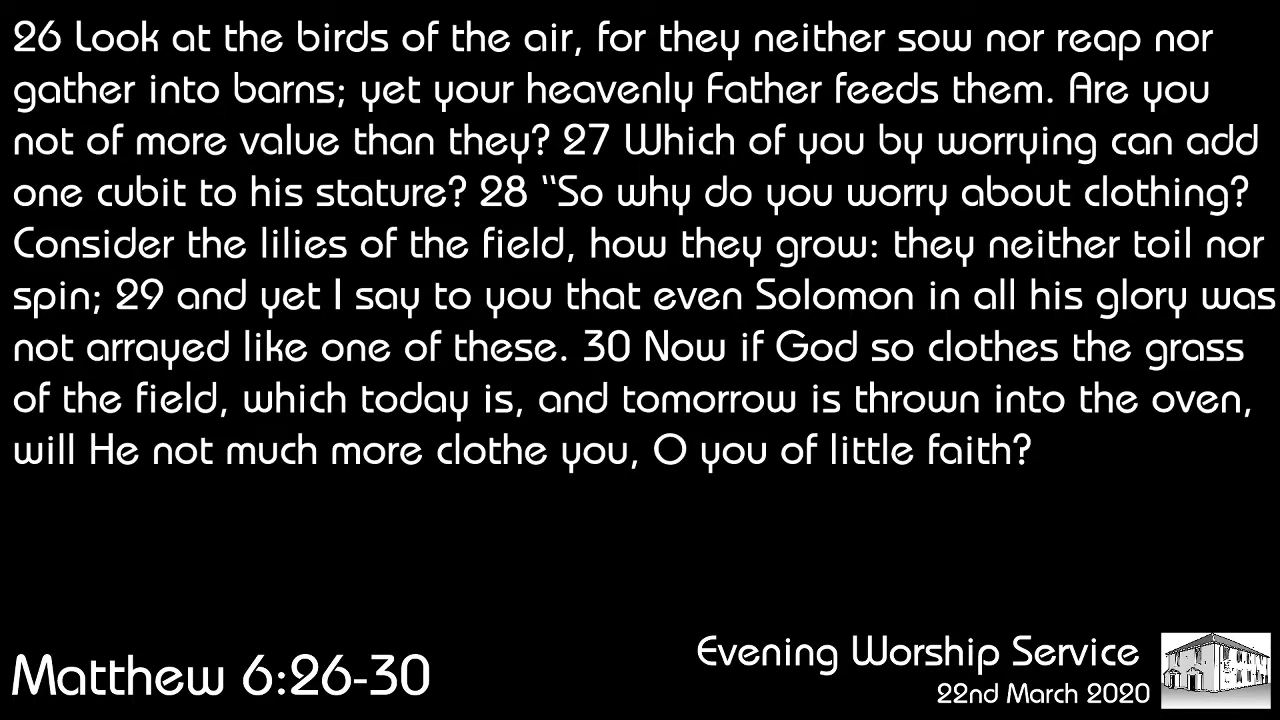 26 Look at the birds of the air, for they neither sow nor reap nor
gather into barns; yet your heavenly Father feeds them. Are you
not of more value than they? 27 Which of you by worrying can add
one cubit to his stature? 28 “So why do you worry about clothing?
Consider the lilies of the field, how they grow: they neither toil nor
spin; 29 and yet I say to you that even Solomon in all his glory was
not arrayed like one of these. 30 Now if God so clothes the grass
of the field, which today is, and tomorrow is thrown into the oven,
will He not much more clothe you, O you of little faith?
Matthew 6:26-30
Evening Worship Service
22nd March 2020